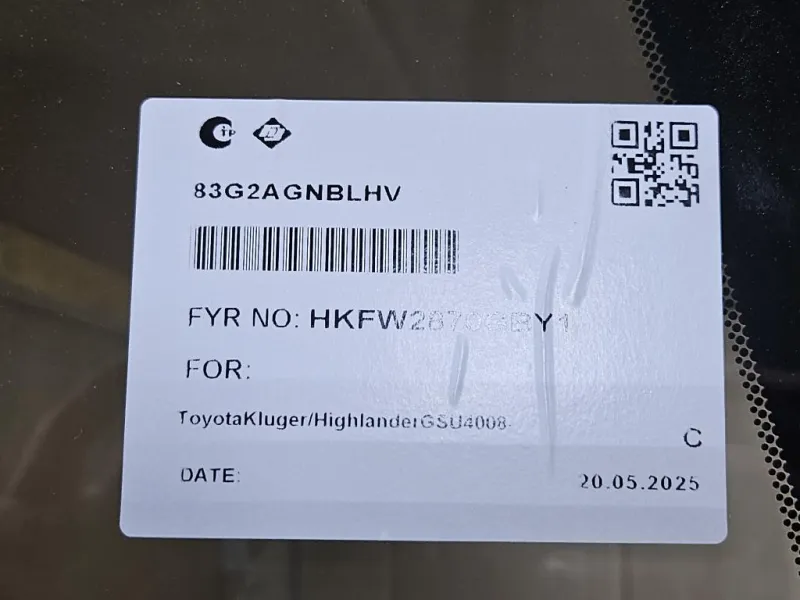 83G2AGNBLHV
FYR NO:
FOR:
ToyotaKluger/HighlanderGSU4008-
C
DATE:
20.05.2025